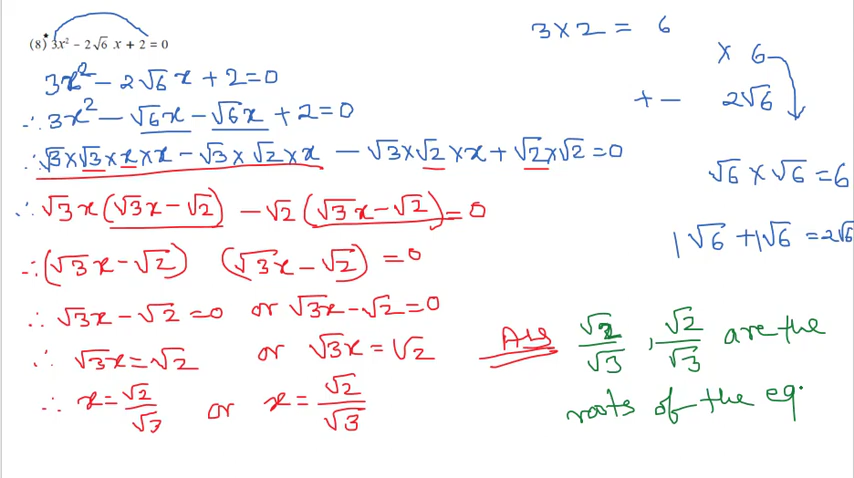 (8) 3x² − 2√6 x + 2 = 0
3x² − 2√6 x + 2 = 0
∴ 3x² − √6x − √6x + 2 = 0
∴ √3 × √3 × x × x − √3 × √2 × x − √3 × √2 × x + √2 × √2 = 0
∴ √3x (√3x − √2) − √2 (√3x − √2) = 0
∴ (√3x − √2) (√3x − √2) = 0
∴ √3x − √2 = 0 or √3x − √2 = 0
∴ √3x = √2 or √3x = √2
∴ x = √2/√3 or x = √2/√3
3 × 2 = 6
× 6
+ − 2√6
√6 × √6 = 6
1√6 + 1√6 = 2√6
Ans √2/√3 , √2/√3 are the
roots of the eq.